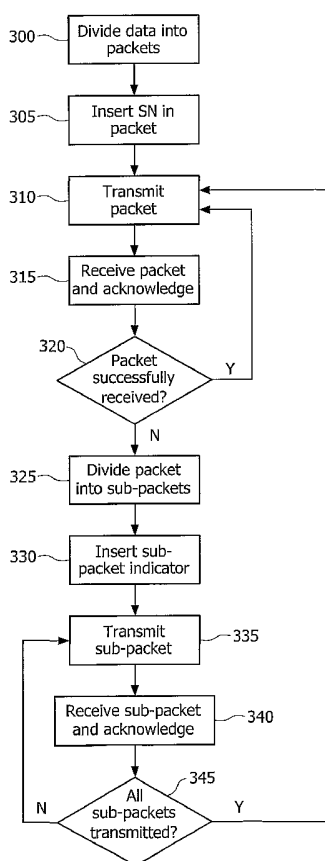 300
Divide data into
packets
305
Insert SN in
packet
310
Transmit
packet
315
Receive packet
and acknowledge
320
Packet
successfully
received?
Y
N
325
Divide packet
into sub-packets
330
Insert sub-
packet indicator
Transmit
sub-packet
335
Receive sub-packet
and acknowledge
340
345
N
All
sub-packets
transmitted?
Y